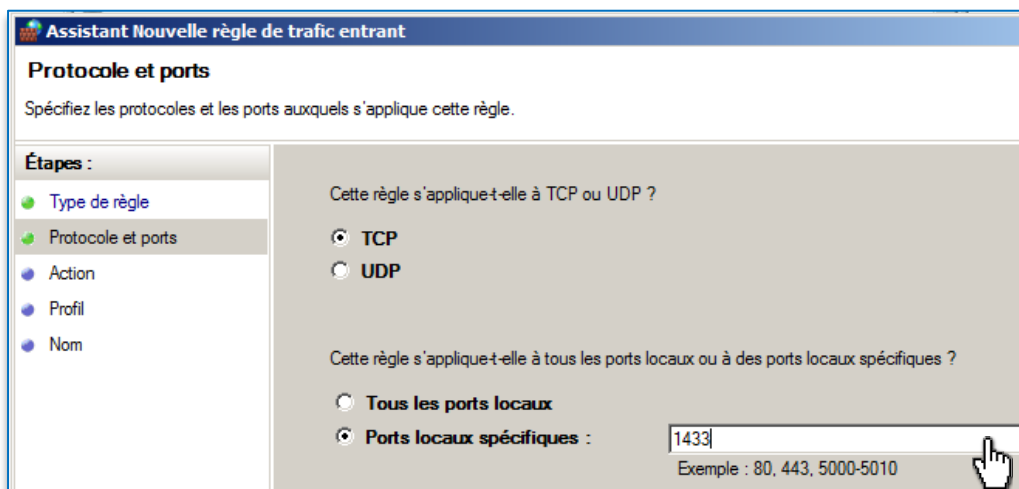 Assistant Nouvelle règle de trafic entrant
Protocole et ports
Spécifiez les protocoles et les ports auxquels s'applique cette règle.
Étapes :
Type de règle
Protocole et ports
Action
Profil
Nom
Cette règle s'applique-t-elle à TCP ou UDP ?
TCP
UDP
Cette règle s'applique-t-elle à tous les ports locaux ou à des ports locaux spécifiques ?
Tous les ports locaux
Ports locaux spécifiques : 1433
Exemple : 80, 443, 5000-5010